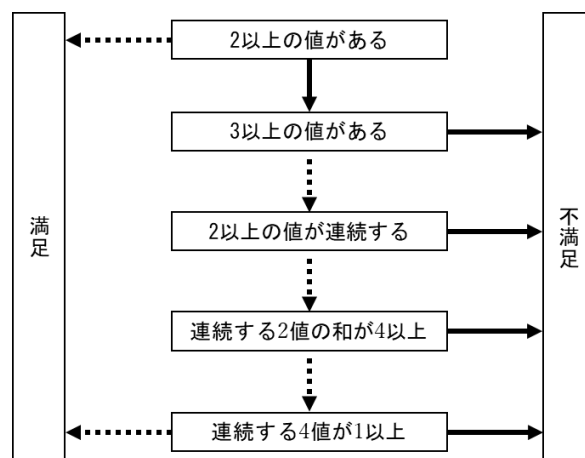 2以上の値がある
3以上の値がある
2以上の値が連続する
連続する2値の和が4以上
連続する4値が1以上
満足
不満足